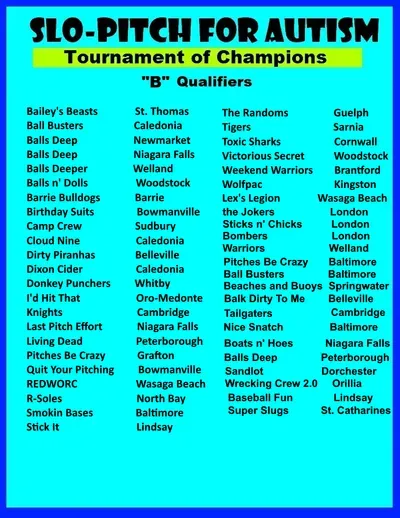 SLO-PITCH FOR AUTISM
Tournament of Champions
"B" Qualifiers
Bailey's Beasts St. Thomas
Ball Busters Caledonia
Balls Deep Newmarket
Balls Deep Niagara Falls
Balls Deeper Welland
Balls n' Dolls Woodstock
Barrie Bulldogs Barrie
Birthday Suits Bowmanville
Camp Crew Sudbury
Cloud Nine Caledonia
Dirty Piranhas Belleville
Dixon Cider Caledonia
Donkey Punchers Whitby
I'd Hit That Oro-Medonte
Knights Cambridge
Last Pitch Effort Niagara Falls
Living Dead Peterborough
Pitches Be Crazy Grafton
Quit Your Pitching Bowmanville
REDWORC Wasaga Beach
R-Soles North Bay
Smokin Bases Baltimore
Stick It Lindsay
The Randoms Guelph
Tigers Sarnia
Toxic Sharks Cornwall
Victorious Secret Woodstock
Weekend Warriors Brantford
Wolfpac Kingston
Lex's Legion Wasaga Beach
the Jokers London
Sticks n' Chicks London
Bombers London
Warriors Welland
Pitches Be Crazy Baltimore
Ball Busters Baltimore
Beaches and Buoys Springwater
Balk Dirty To Me Belleville
Tailgaters Cambridge
Nice Snatch Baltimore
Boats n' Hoes Niagara Falls
Balls Deep Peterborough
Sandlot Dorchester
Wrecking Crew 2.0 Orillia
Baseball Fun Lindsay
Super Slugs St. Catharines